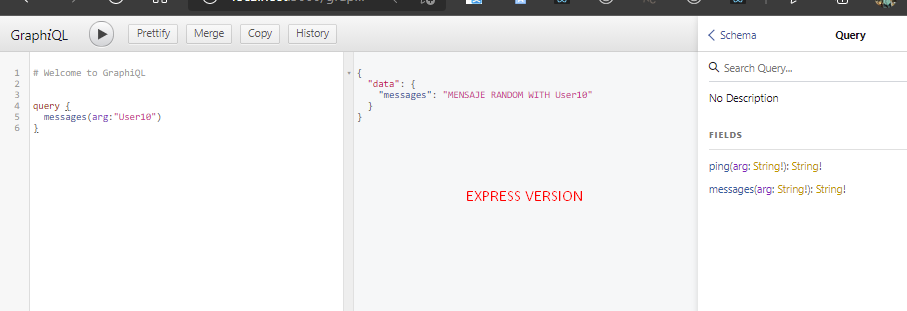 GraphiQL
Prettify
Merge
Copy
History
Schema
Query
1 # Welcome to GraphiQL
2
3
4 query {
5 messages(arg:"User10")
6 }
{
"data": {
"messages": "MENSAJE RANDOM WITH User10"
}
}
EXPRESS VERSION
Search Query...
No Description
FIELDS
ping(arg: String!): String!
messages(arg: String!): String!